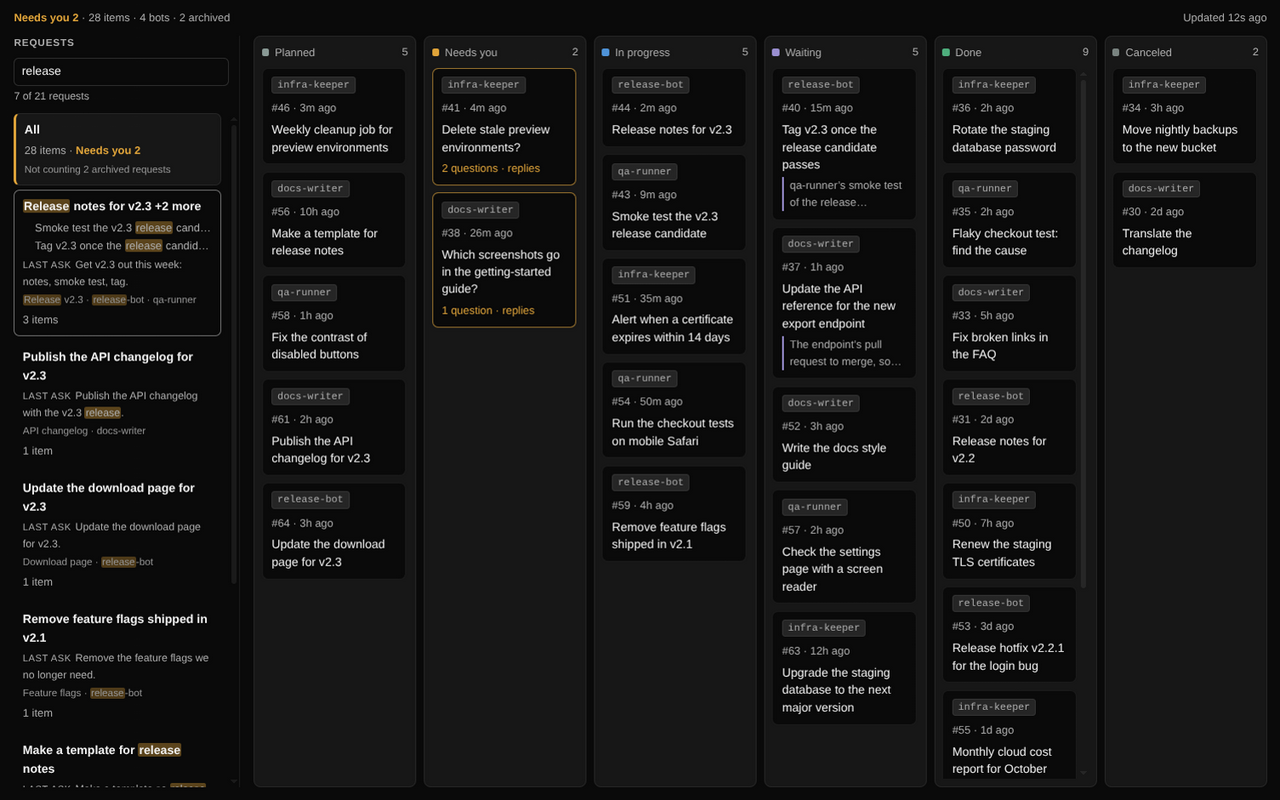 Needs you 2 · 28 items · 4 bots · 2 archived
Updated 12s ago
REQUESTS
release
7 of 21 requests
All
28 items · Needs you 2
Not counting 2 archived requests
Release notes for v2.3 +2 more
Smoke test the v2.3 release cand…
Tag v2.3 once the release candid…
LAST ASK Get v2.3 out this week:
notes, smoke test, tag.
Release v2.3 · release-bot · qa-runner
3 items
Publish the API changelog for
v2.3
LAST ASK Publish the API changelog
with the v2.3 release.
API changelog · docs-writer
1 item
Update the download page for
v2.3
LAST ASK Update the download page
for v2.3.
Download page · release-bot
1 item
Remove feature flags shipped in
v2.1
LAST ASK Remove the feature flags we
no longer need.
Feature flags · release-bot
1 item
Make a template for release
notes
Planned 5
infra-keeper
#46 · 3m ago
Weekly cleanup job for
preview environments
docs-writer
#56 · 10h ago
Make a template for
release notes
qa-runner
#58 · 1h ago
Fix the contrast of
disabled buttons
docs-writer
#61 · 2h ago
Publish the API
changelog for v2.3
release-bot
#64 · 3h ago
Update the download
page for v2.3
Needs you 2
infra-keeper
#41 · 4m ago
Delete stale preview
environments?
2 questions · replies
docs-writer
#38 · 26m ago
Which screenshots go
in the getting-started
guide?
1 question · replies
In progress 5
release-bot
#44 · 2m ago
Release notes for v2.3
qa-runner
#43 · 9m ago
Smoke test the v2.3
release candidate
infra-keeper
#51 · 35m ago
Alert when a certificate
expires within 14 days
qa-runner
#54 · 50m ago
Run the checkout tests
on mobile Safari
release-bot
#59 · 4h ago
Remove feature flags
shipped in v2.1
Waiting 5
release-bot
#40 · 15m ago
Tag v2.3 once the
release candidate
passes
qa-runner’s smoke test
of the release…
docs-writer
#37 · 1h ago
Update the API
reference for the new
export endpoint
The endpoint’s pull
request to merge, so…
docs-writer
#52 · 3h ago
Write the docs style
guide
qa-runner
#57 · 2h ago
Check the settings
page with a screen
reader
infra-keeper
#63 · 12h ago
Upgrade the staging
database to the next
major version
Done 9
infra-keeper
#36 · 2h ago
Rotate the staging
database password
qa-runner
#35 · 2h ago
Flaky checkout test:
find the cause
docs-writer
#33 · 5h ago
Fix broken links in
the FAQ
release-bot
#31 · 2d ago
Release notes for
v2.2
infra-keeper
#50 · 7h ago
Renew the staging
TLS certificates
release-bot
#53 · 3d ago
Release hotfix v2.2.1
for the login bug
infra-keeper
#55 · 1d ago
Monthly cloud cost
report for October
Canceled 2
infra-keeper
#34 · 3h ago
Move nightly backups
to the new bucket
docs-writer
#30 · 2d ago
Translate the
changelog